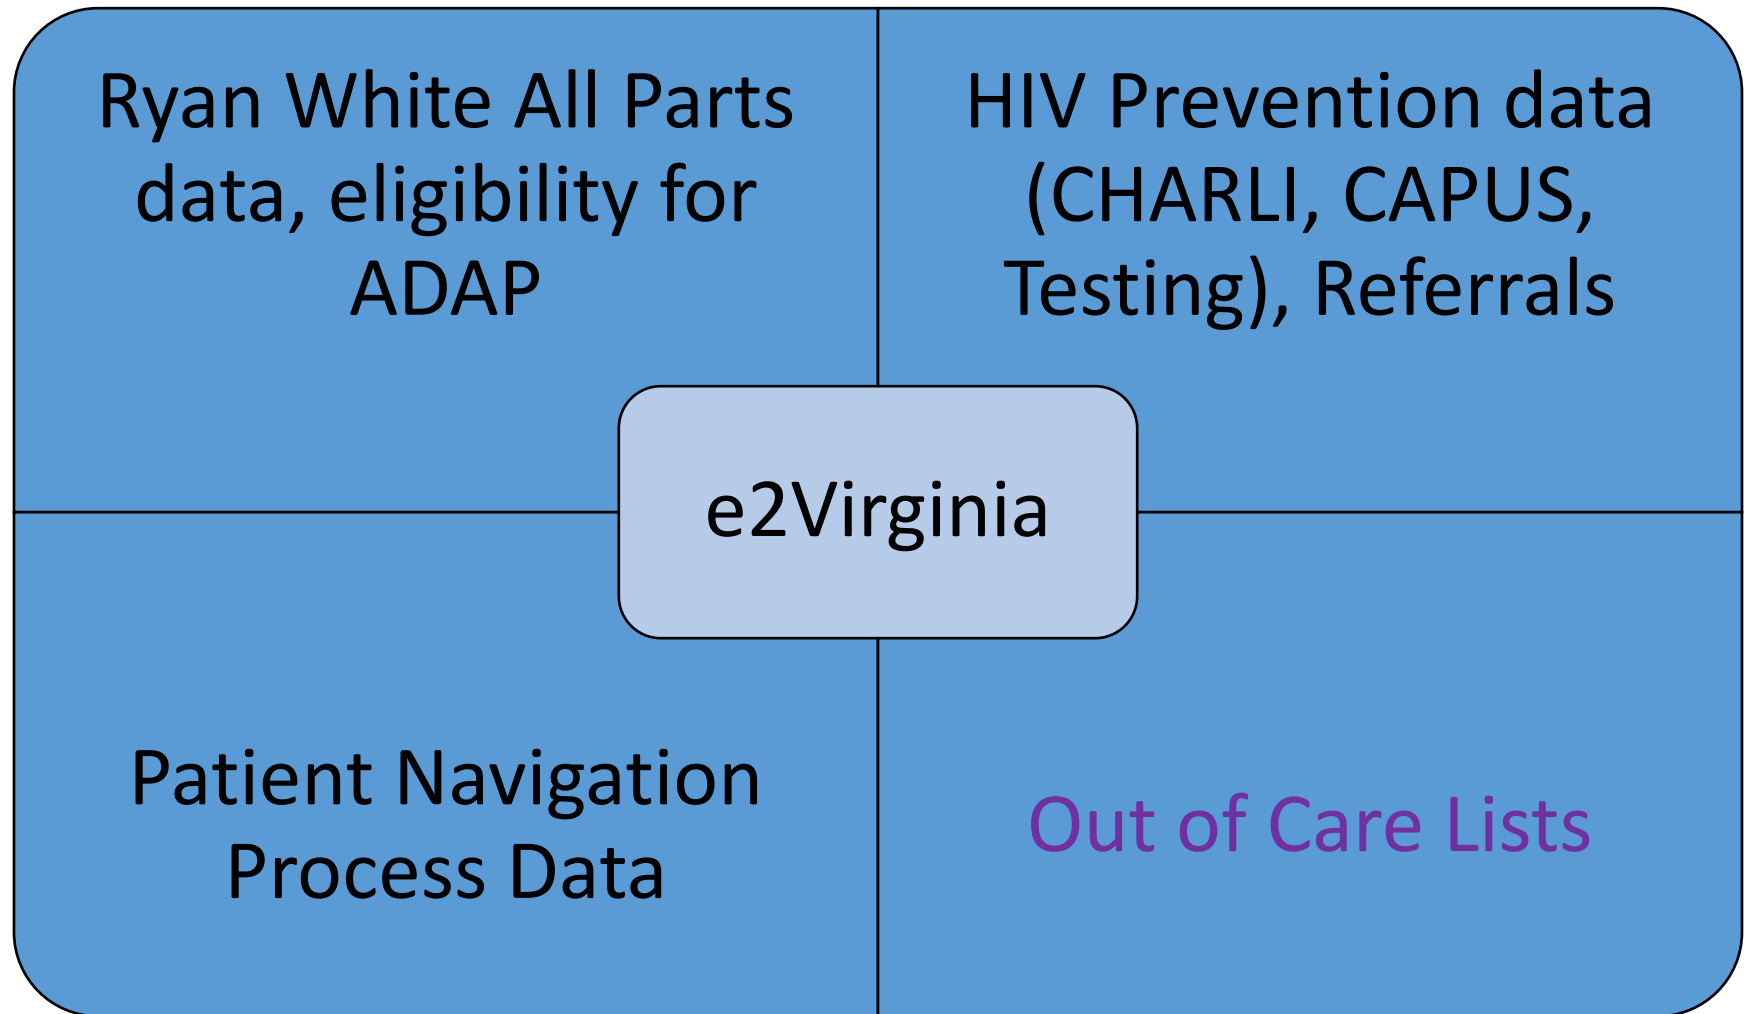 Ryan White All Parts
data, eligibility for
ADAP
HIV Prevention data
(CHARLI, CAPUS,
Testing), Referrals
e2Virginia
Patient Navigation
Process Data
Out of Care Lists